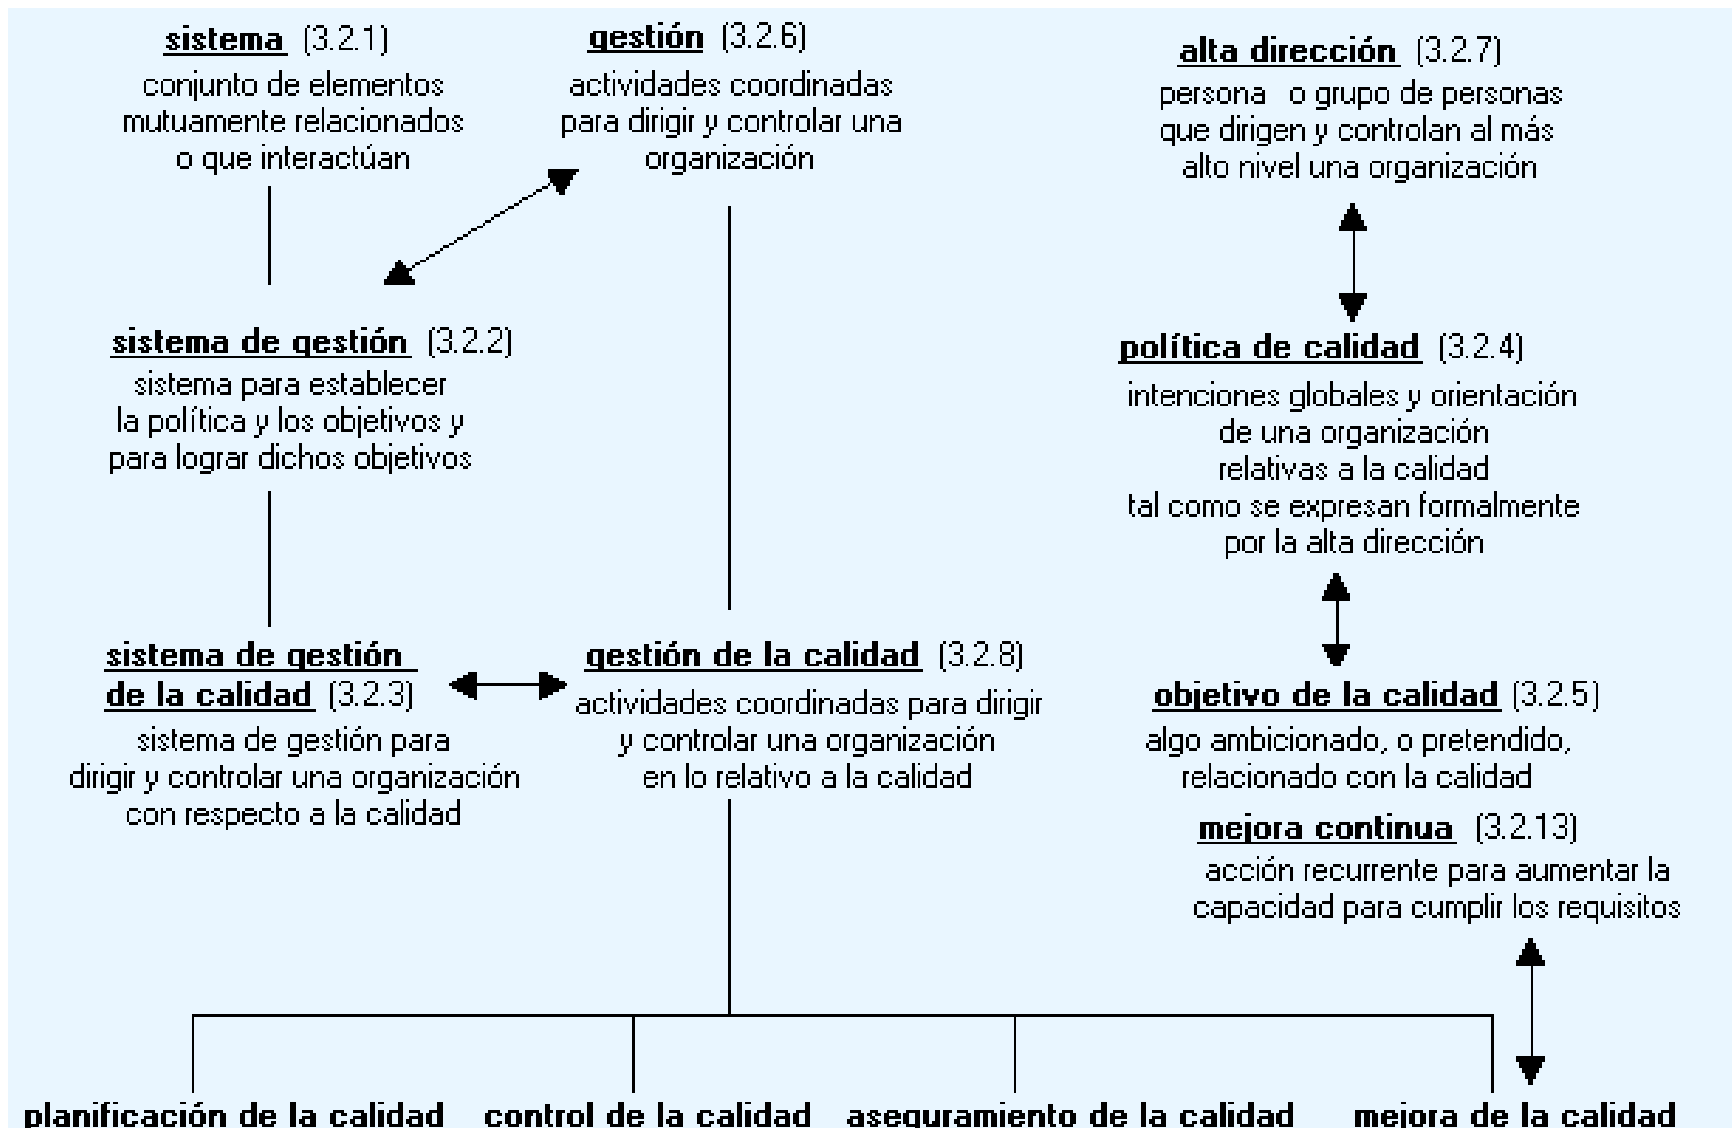 sistema (3.2.1)
conjunto de elementos
mutuamente relacionados
o que interactúan
gestión (3.2.6)
actividades coordinadas
para dirigir y controlar una
organización
alta dirección (3.2.7)
persona o grupo de personas
que dirigen y controlan al más
alto nivel una organización
sistema de gestión (3.2.2)
sistema para establecer
la política y los objetivos y
para lograr dichos objetivos
política de calidad (3.2.4)
intenciones globales y orientación
de una organización
relativas a la calidad
tal como se expresan formalmente
por la alta dirección
sistema de gestión
de la calidad (3.2.3)
sistema de gestión para
dirigir y controlar una organización
con respecto a la calidad
gestión de la calidad (3.2.8)
actividades coordinadas para dirigir
y controlar una organización
en lo relativo a la calidad
objetivo de la calidad (3.2.5)
algo ambicionado, o pretendido,
relacionado con la calidad
mejora continua (3.2.13)
acción recurrente para aumentar la
capacidad para cumplir los requisitos
planificación de la calidad
control de la calidad
aseguramiento de la calidad
mejora de la calidad